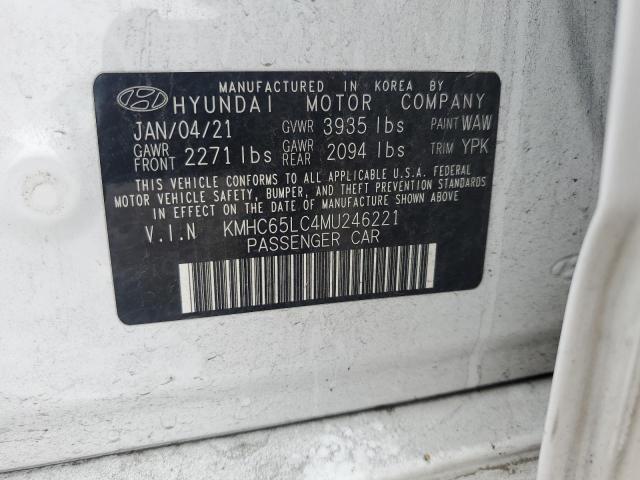 MANUFACTURED IN KOREA BY
HYUNDAI MOTOR COMPANY
JAN/04/21 GVWR 3935 lbs PAINT WAW
GAWR FRONT 2271 lbs GAWR REAR 2094 lbs TRIM YPK
THIS VEHICLE CONFORMS TO ALL APPLICABLE U.S.A. FEDERAL
MOTOR VEHICLE SAFETY, BUMPER, AND THEFT PREVENTION STANDARDS
IN EFFECT ON THE DATE OF MANUFACTURE SHOWN ABOVE
V.I.N KMHC65LC4MU246221
PASSENGER CAR